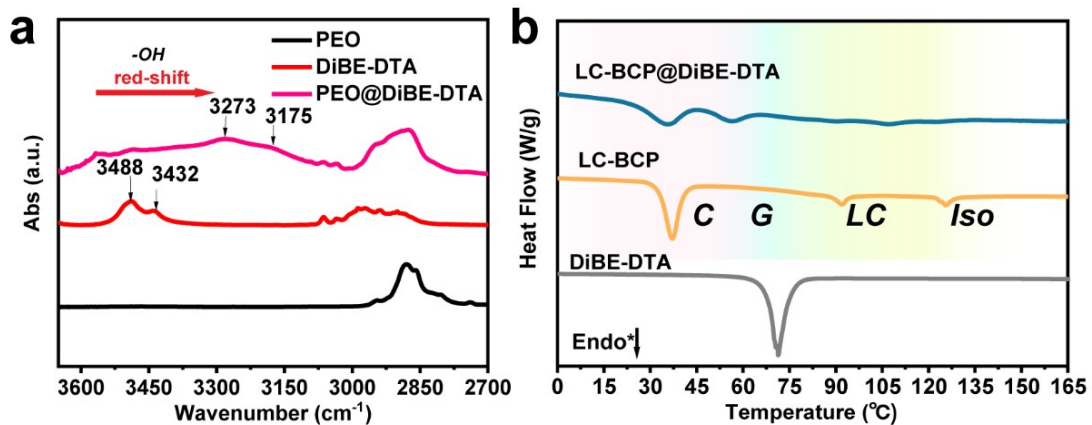 a
-OH
red-shift
PEO
DiBE-DTA
PEO@DiBE-DTA
3273
3175
3488
3432
Abs (a.u.)
3600 3450 3300 3150 3000 2850 2700
Wavenumber (cm⁻¹)
b
LC-BCP@DiBE-DTA
LC-BCP
C G LC Iso
DiBE-DTA
Endo*
Heat Flow (W/g)
0 15 30 45 60 75 90 105 120 135 150 165
Temperature (℃)